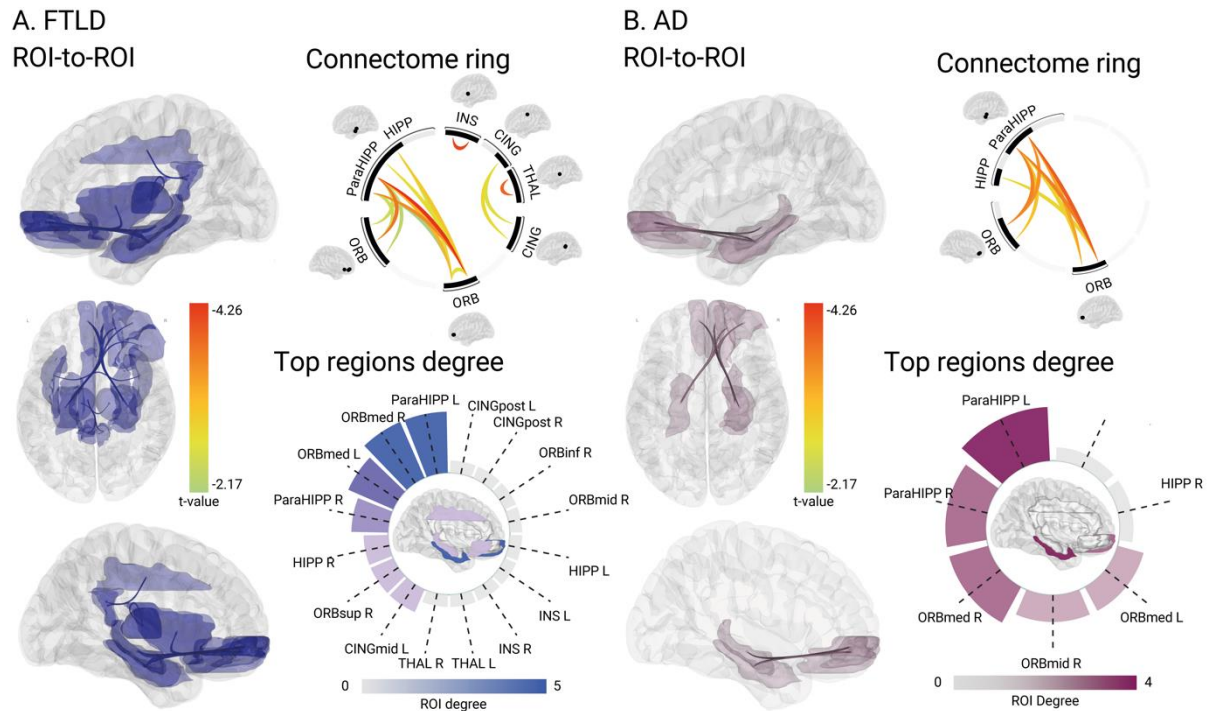 A. FTLD
ROI-to-ROI
Connectome ring
INS
CING
THAL
CING
ORB
ORB
ParaHIPP
HIPP
-4.26
-2.17
t-value
Top regions degree
ParaHIPP L
CINGpost L
CINGpost R
ORBinf R
ORBmid R
HIPP L
INS L
INS R
THAL L
THAL R
CINGmid L
ORBsup R
HIPP R
ParaHIPP R
ORBmed L
ORBmed R
0
5
ROI degree
B. AD
ROI-to-ROI
Connectome ring
ParaHIPP
HIPP
ORB
ORB
-4.26
-2.17
t-value
Top regions degree
ParaHIPP L
HIPP R
ORBmed L
ORBmid R
ORBmed R
ParaHIPP R
0
4
ROI Degree